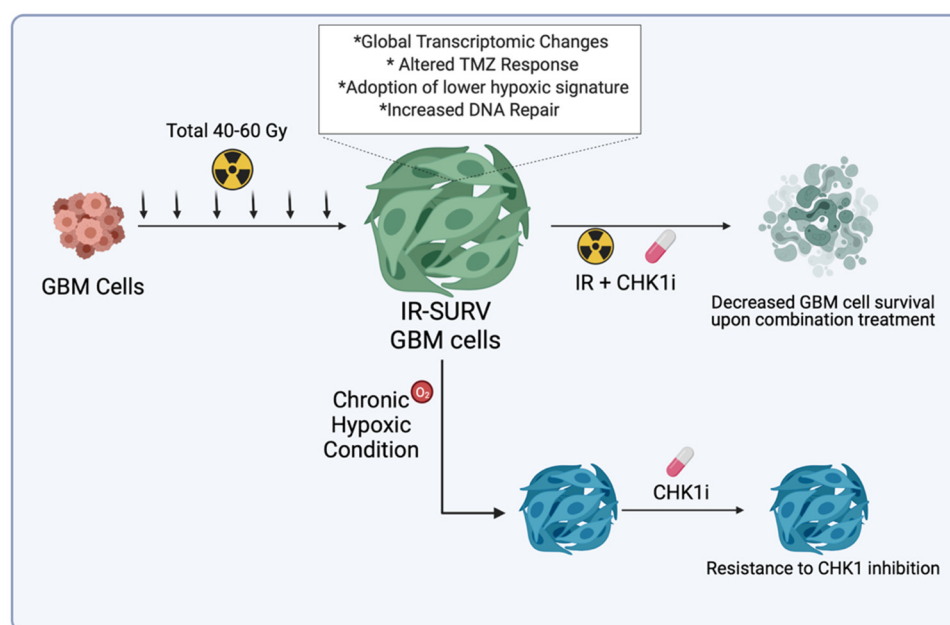 *Global Transcriptomic Changes
* Altered TMZ Response
*Adoption of lower hypoxic signature
*Increased DNA Repair
Total 40-60 Gy
GBM Cells
IR-SURV
GBM cells
IR + CHK1i
Decreased GBM cell survival
upon combination treatment
Chronic
Hypoxic
Condition
O₂
CHK1i
Resistance to CHK1 inhibition